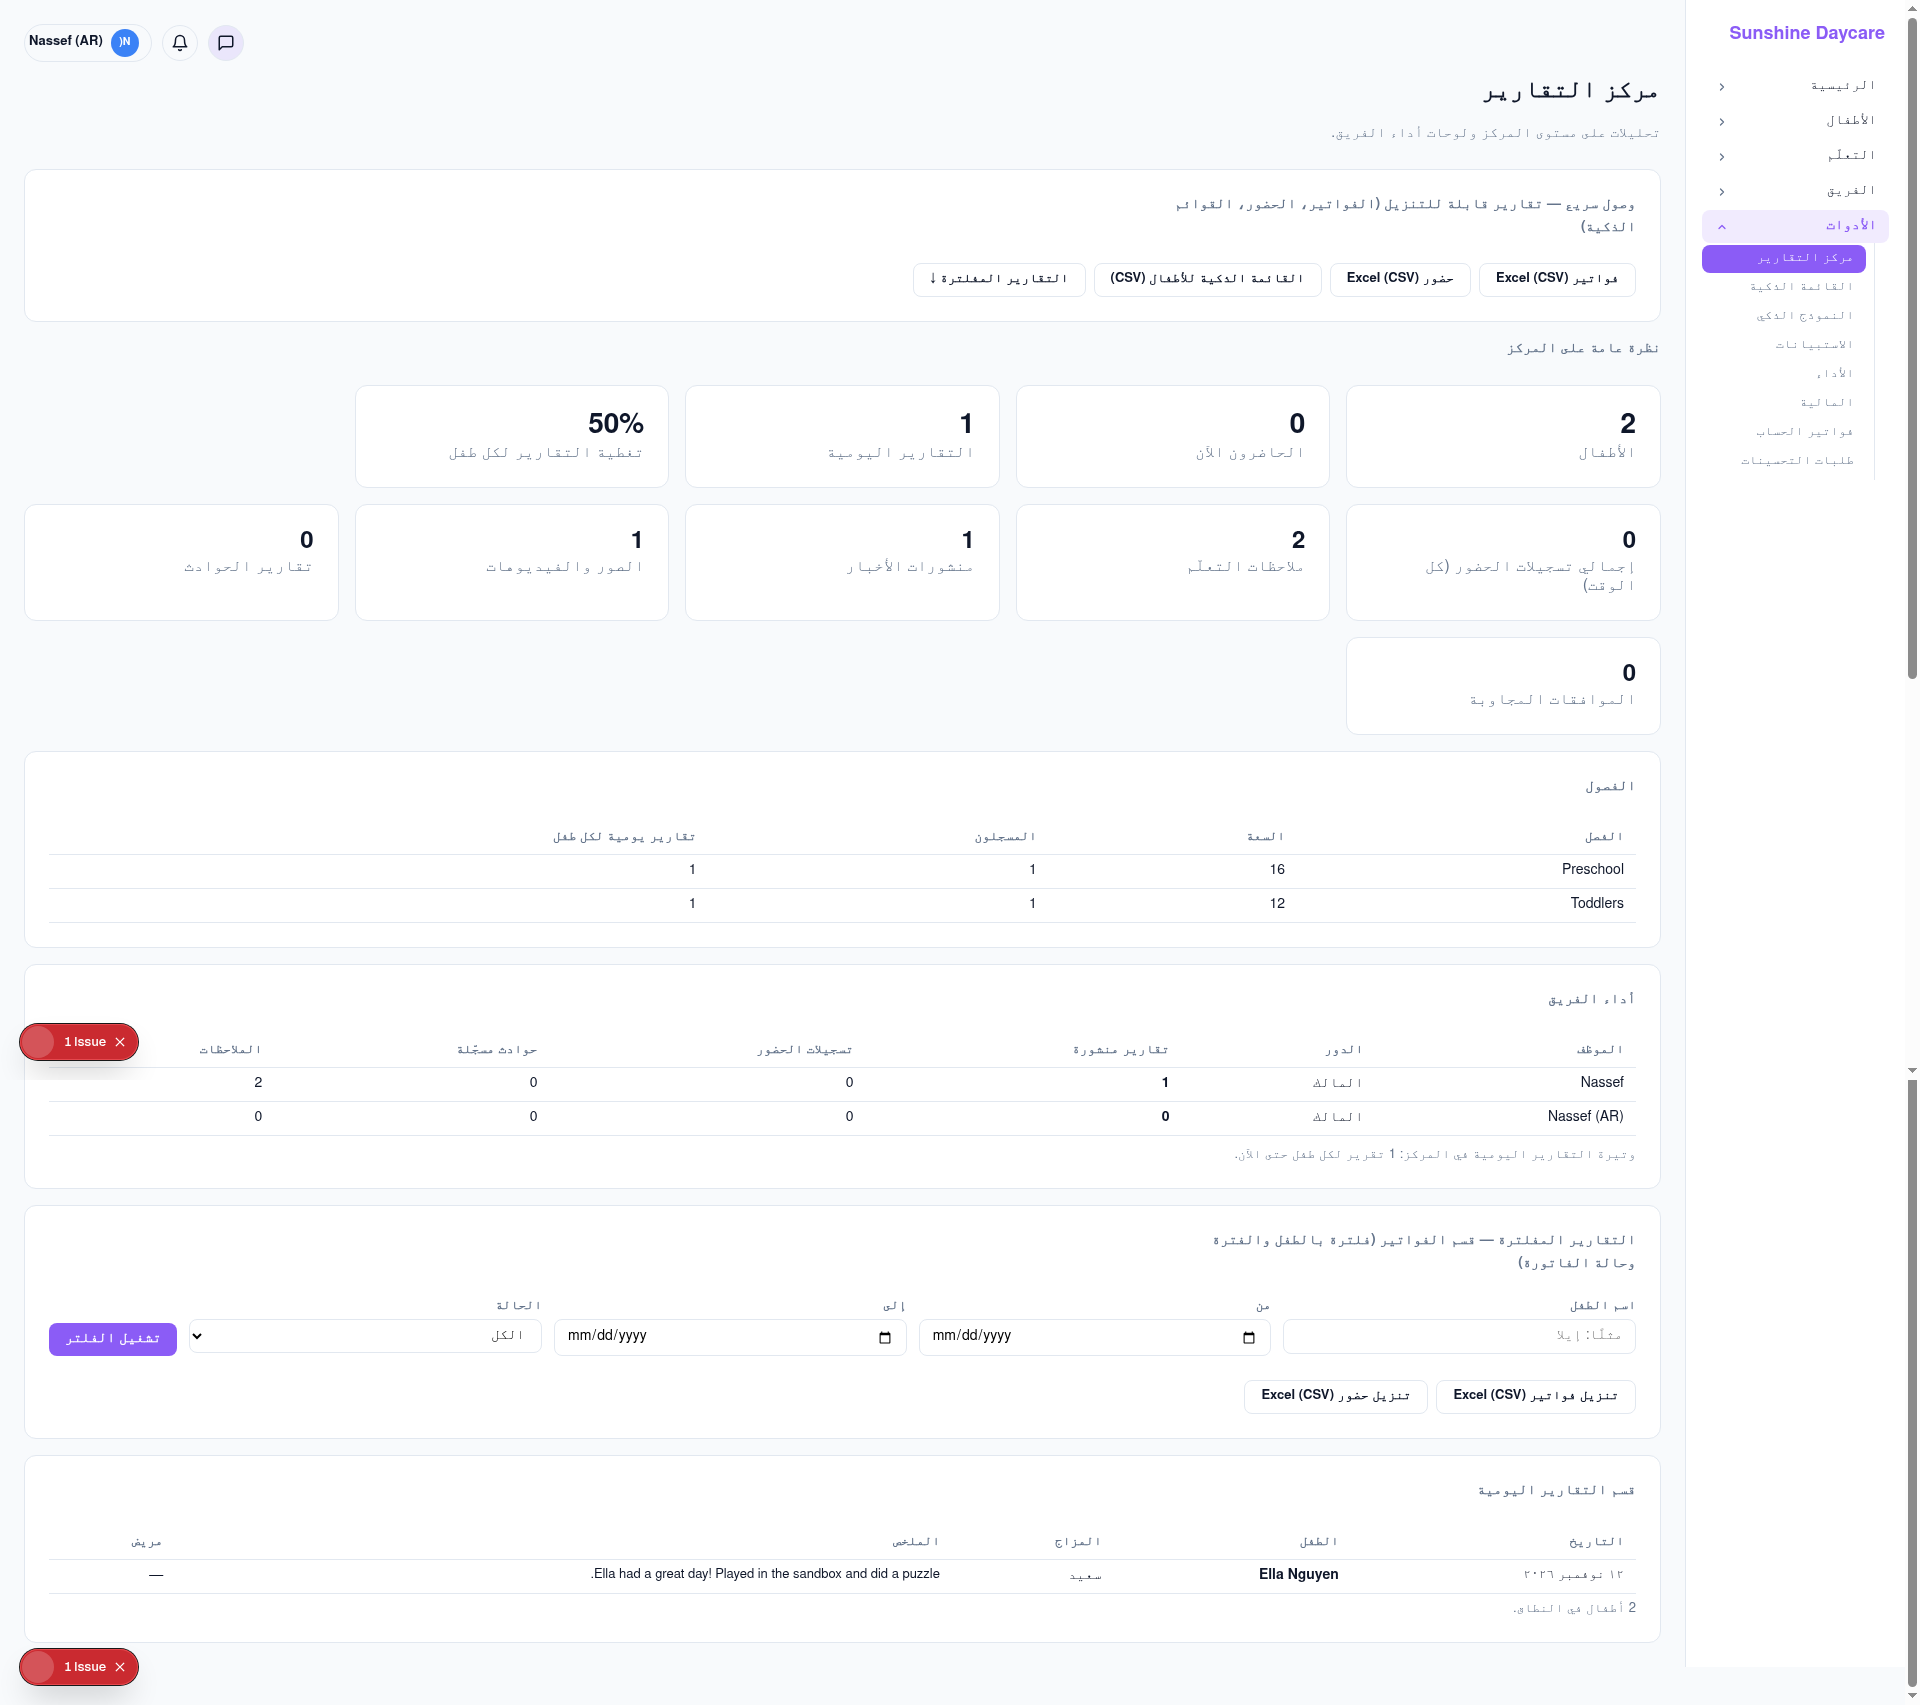 Sunshine Daycare
الرئيسية
الأطفال
التعلّم
الفريق
الأدوات
مركز التقارير
القائمة الذكية
النموذج الذكي
الاستبيانات
الأداء
المالية
فواتير الحساب
طلبات التحسينات
Nassef (AR)
N(
مركز التقارير
تحليلات على مستوى المركز ولوحات أداء الفريق.
وصول سريع — تقارير قابلة للتنزيل (الفواتير، الحضور، القوائم
الذكية)
فواتير Excel (CSV)
حضور Excel (CSV)
القائمة الذكية للأطفال (CSV)
التقارير المفلترة ↓
نظرة عامة على المركز
2
الأطفال
0
الحاضرون الآن
1
التقارير اليومية
50%
تغطية التقارير لكل طفل
0
إجمالي تسجيلات الحضور (كل
الوقت)
2
ملاحظات التعلّم
1
منشورات الأخبار
1
الصور والفيديوهات
0
تقارير الحوادث
0
الموافقات المجاوبة
الفصول
الفصل السعة المسجلون تقارير يومية لكل طفل
Preschool 16 1 1
Toddlers 12 1 1
أداء الفريق
الموظف الدور تقارير منشورة تسجيلات الحضور حوادث مسجّلة الملاحظات
Nassef المالك 1 0 0 2
Nassef (AR) المالك 0 0 0 0
وتيرة التقارير اليومية في المركز: 1 تقرير لكل طفل حتى الآن.
1 Issue
التقارير المفلترة — قسم الفواتير (فلترة بالطفل والفترة
وحالة الفاتورة)
اسم الطفل من إلى الحالة
مثلًا: إيلا mm/dd/yyyy mm/dd/yyyy الكل تشغيل الفلتر
تنزيل فواتير Excel (CSV)
تنزيل حضور Excel (CSV)
قسم التقارير اليومية
التاريخ الطفل المزاج الملخص مريض
١٢ نوفمبر ٢٠٢٦ Ella Nguyen سعيد Ella had a great day! Played in the sandbox and did a puzzle. —
2 أطفال في النطاق.
1 Issue